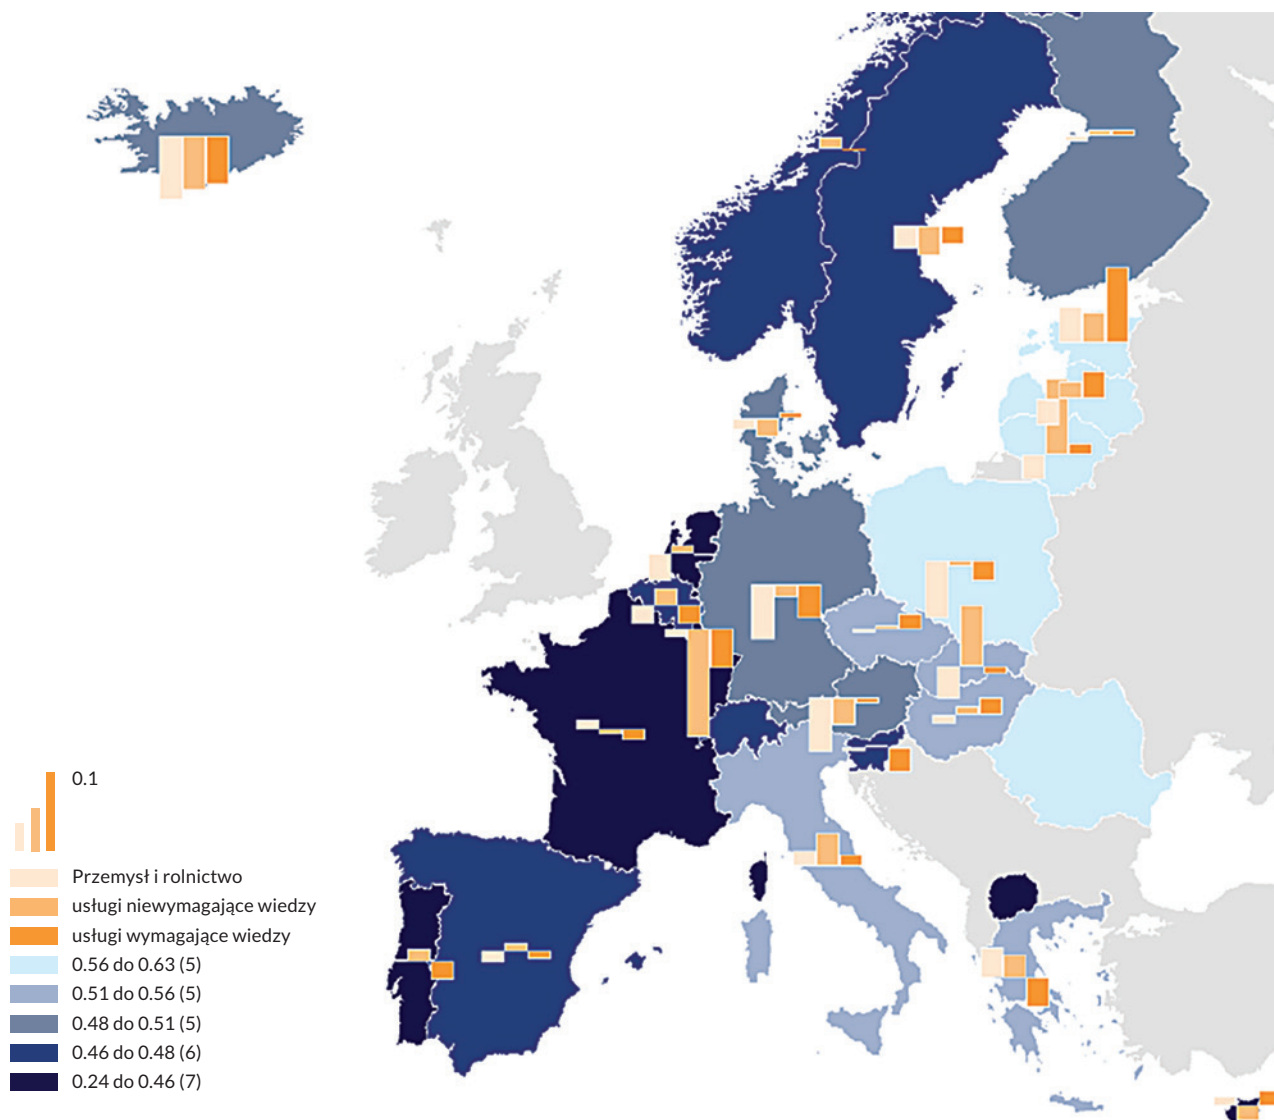 0.1
Przemysł i rolnictwo
usługi niewymagające wiedzy
usługi wymagające wiedzy
0.56 do 0.63 (5)
0.51 do 0.56 (5)
0.48 do 0.51 (5)
0.46 do 0.48 (6)
0.24 do 0.46 (7)